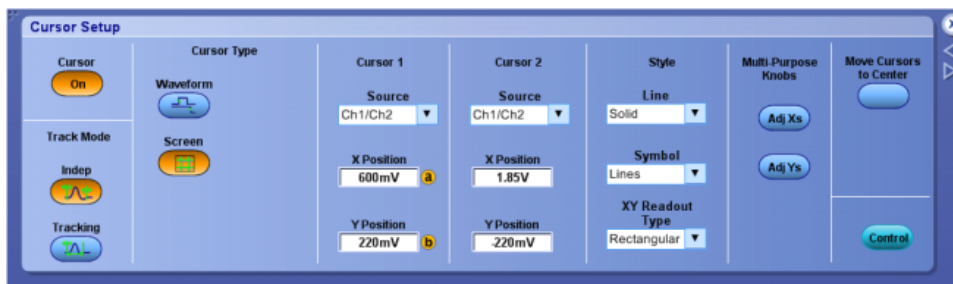 Cursor Setup
Cursor
On
Track Mode
Indep
Tracking
Cursor Type
Waveform
Screen
Cursor 1
Source
Ch1/Ch2
X Position
600mV
a
Y Position
220mV
b
Cursor 2
Source
Ch1/Ch2
X Position
1.85V
Y Position
-220mV
Style
Line
Solid
Symbol
Lines
XY Readout
Type
Rectangular
Multi-Purpose
Knobs
Adj Xs
Adj Ys
Move Cursors
to Center
Control
X